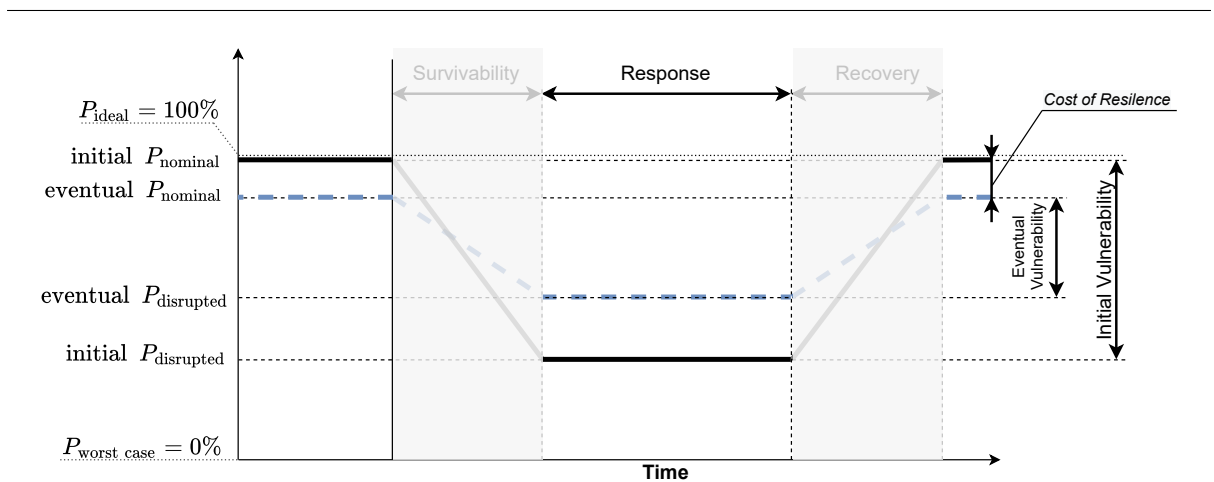 Survivability
Response
Recovery
Cost of Resilence
P_ideal = 100%
initial P_nominal
eventual P_nominal
eventual P_disrupted
initial P_disrupted
P_worst case = 0%
Eventual
Vulnerability
Initial Vulnerability
Time